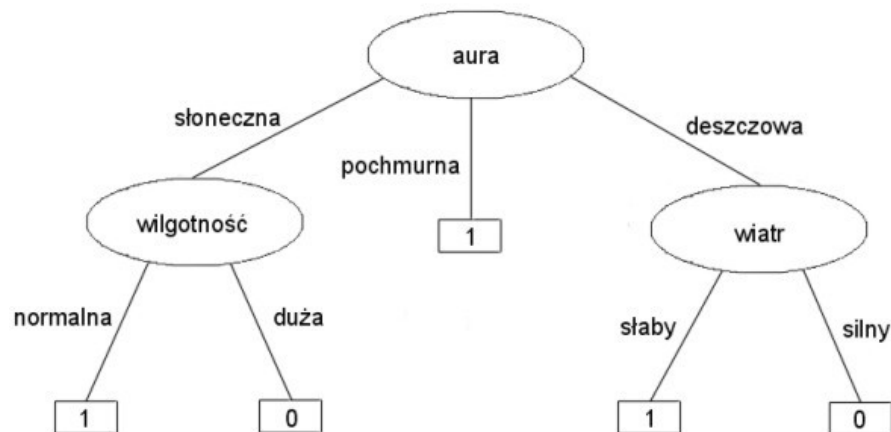 aura
słoneczna
pochmurna
deszczowa
wilgotność
1
wiatr
normalna
duża
słaby
silny
1
0
1
0